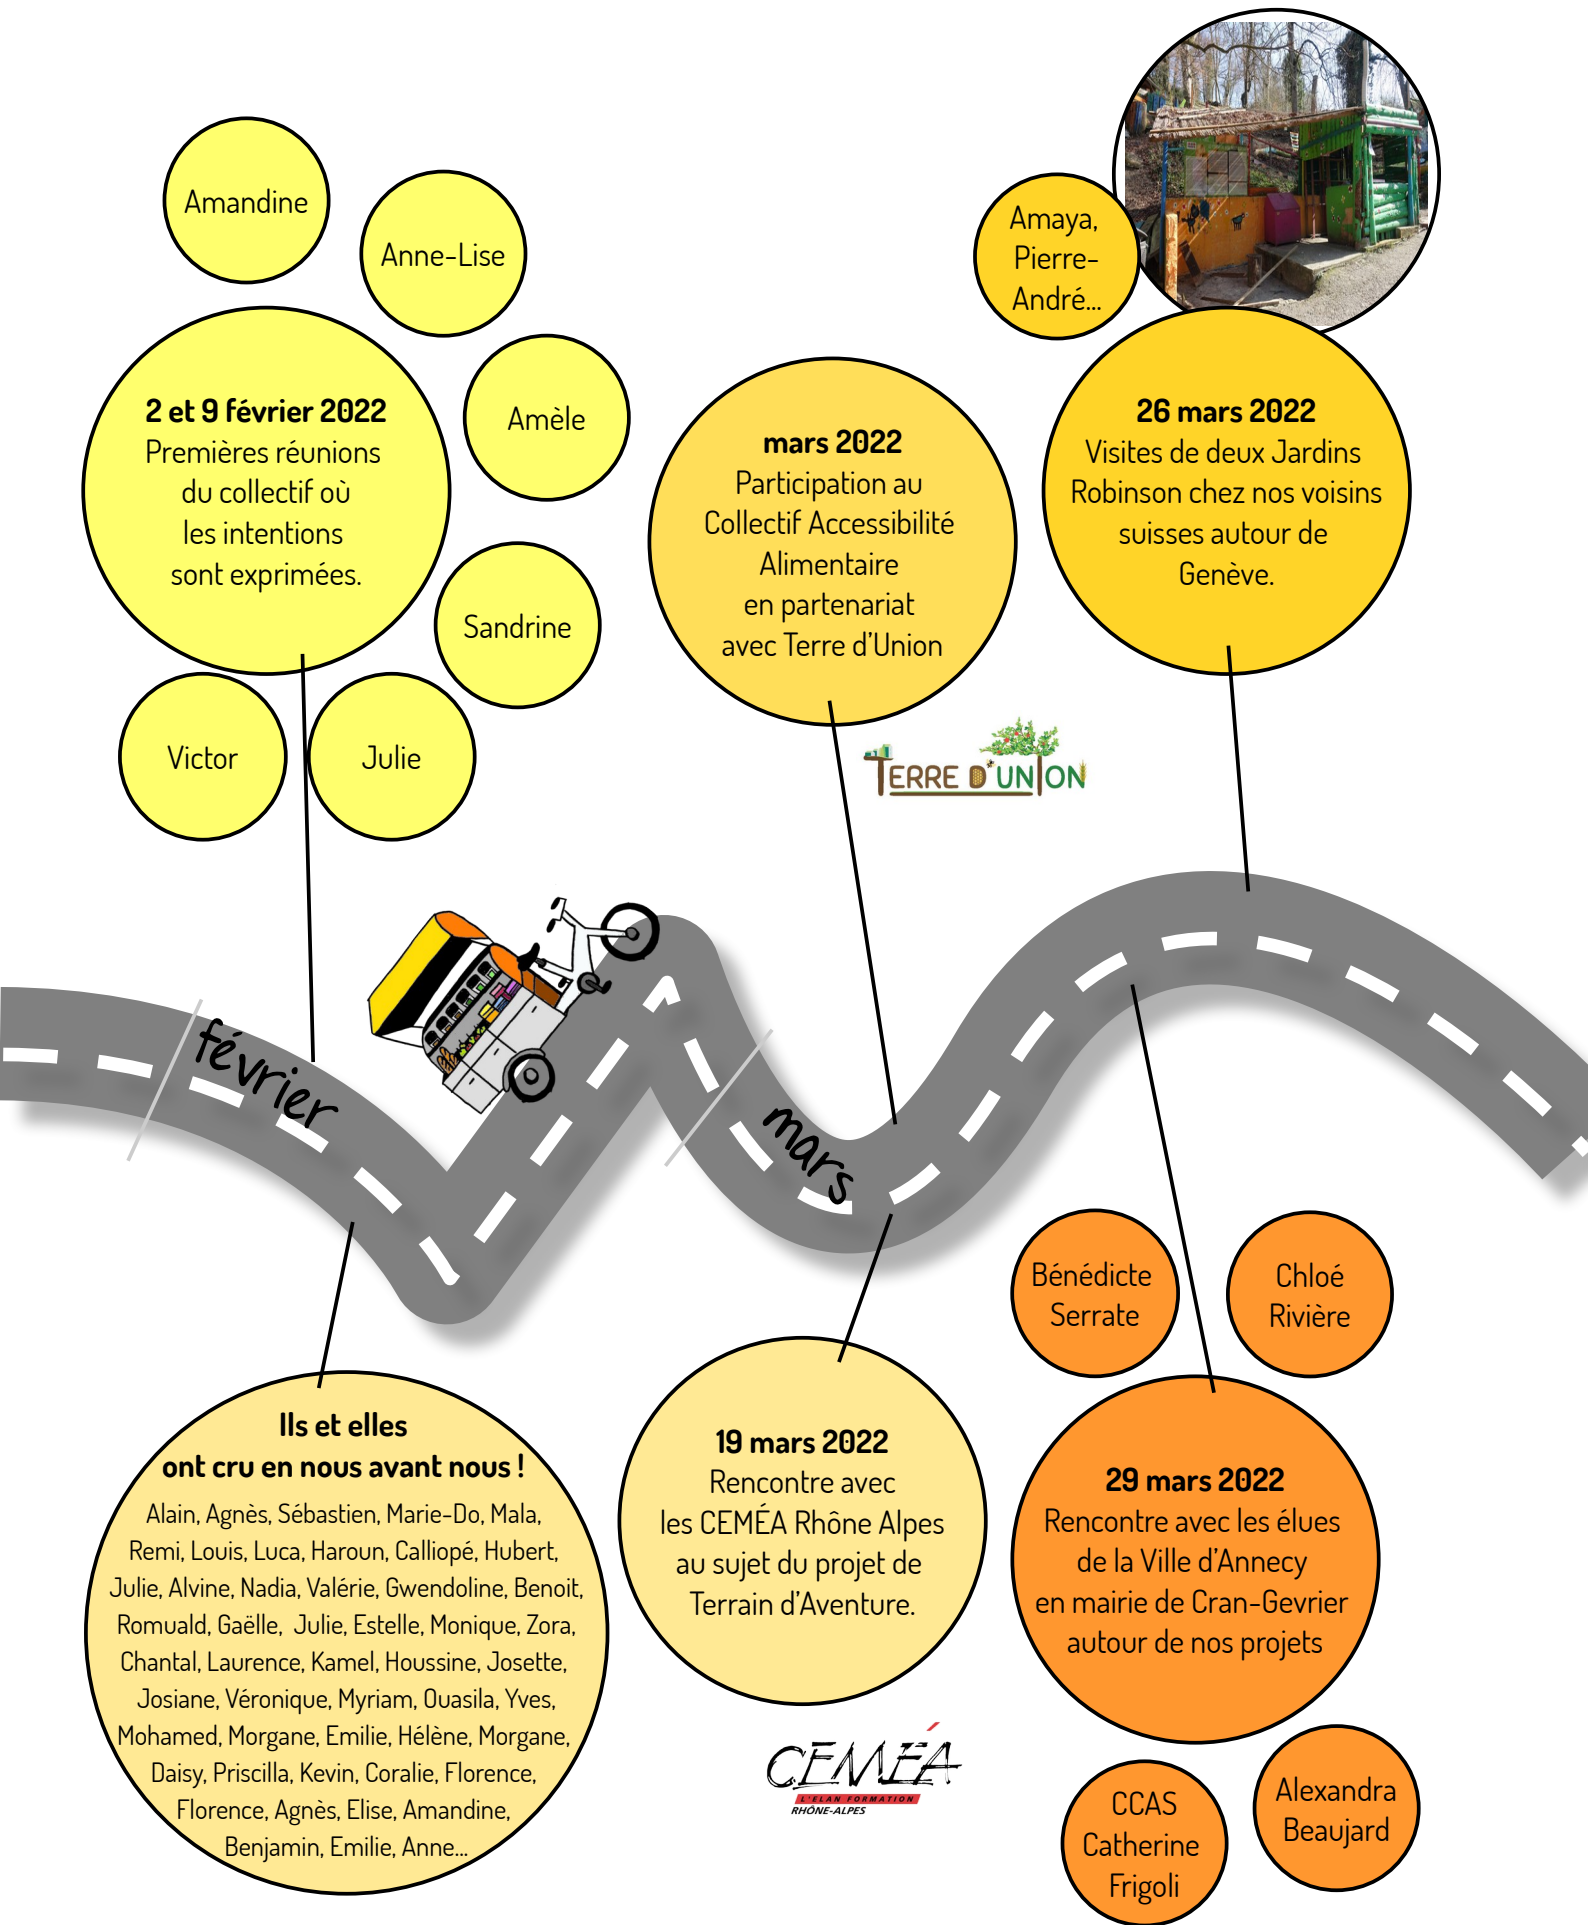 Amandine
Anne-Lise
Amèle
Sandrine
Julie
Victor
2 et 9 février 2022
Premières réunions
du collectif où
les intentions
sont exprimées.
mars 2022
Participation au
Collectif Accessibilité
Alimentaire
en partenariat
avec Terre d'Union
TERRE D'UNION
Amaya,
Pierre-
André...
26 mars 2022
Visites de deux Jardins
Robinson chez nos voisins
suisses autour de
Genève.
février
mars
Ils et elles
ont cru en nous avant nous !
Alain, Agnès, Sébastien, Marie-Do, Mala,
Remi, Louis, Luca, Haroun, Calliopé, Hubert,
Julie, Alvine, Nadia, Valérie, Gwendoline, Benoit,
Romuald, Gaëlle, Julie, Estelle, Monique, Zora,
Chantal, Laurence, Kamel, Houssine, Josette,
Josiane, Véronique, Myriam, Ouasila, Yves,
Mohamed, Morgane, Emilie, Hélène, Morgane,
Daisy, Priscilla, Kevin, Coralie, Florence,
Florence, Agnès, Elise, Amandine,
Benjamin, Emilie, Anne...
19 mars 2022
Rencontre avec
les CEMÉA Rhône Alpes
au sujet du projet de
Terrain d'Aventure.
CEMÉA
L'ELAN FORMATION
RHÔNE-ALPES
Bénédicte
Serrate
Chloé
Rivière
29 mars 2022
Rencontre avec les élues
de la Ville d'Annecy
en mairie de Cran-Gevrier
autour de nos projets
CCAS
Catherine
Frigoli
Alexandra
Beaujard